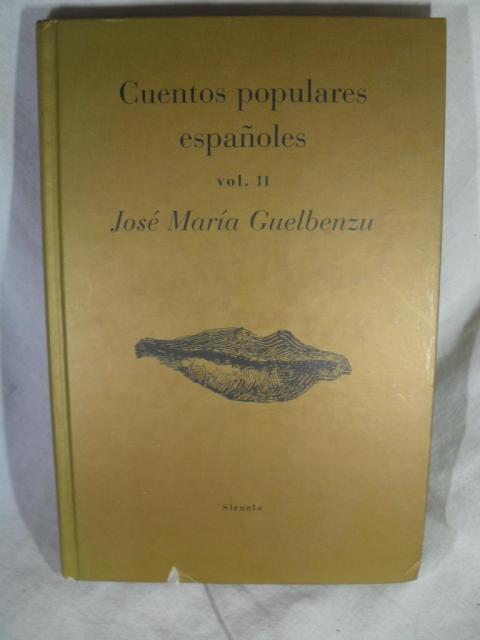 Cuentos populares
españoles
vol. II
José María Guelbenzu
Siruela